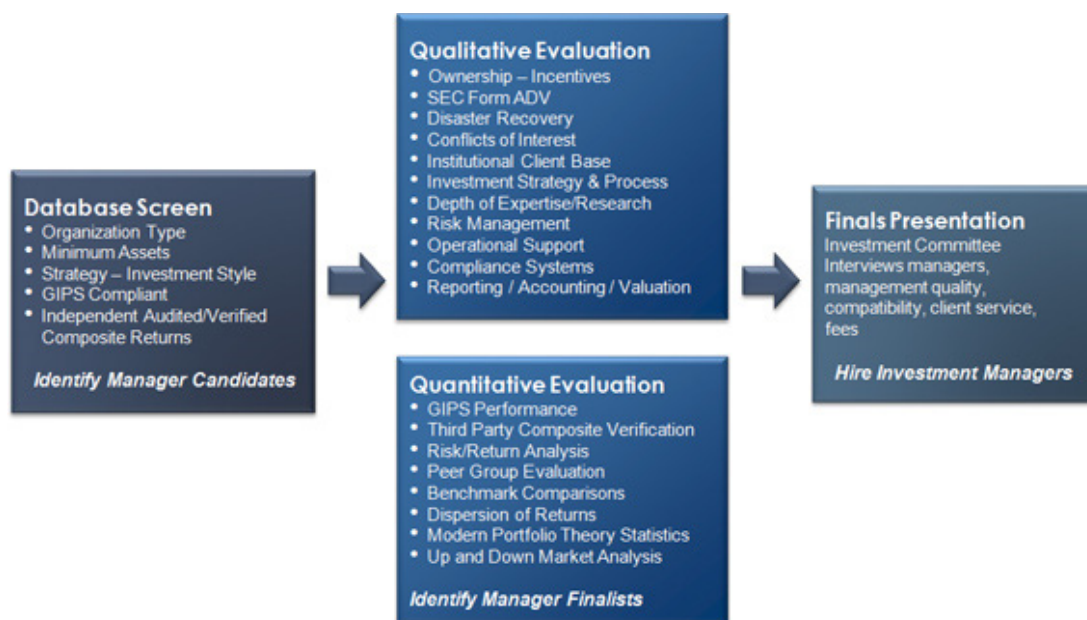 Database Screen
• Organization Type
• Minimum Assets
• Strategy – Investment Style
• GIPS Compliant
• Independent Audited/Verified
Composite Returns
Identify Manager Candidates
Qualitative Evaluation
• Ownership – Incentives
• SEC Form ADV
• Disaster Recovery
• Conflicts of Interest
• Institutional Client Base
• Investment Strategy & Process
• Depth of Expertise/Research
• Risk Management
• Operational Support
• Compliance Systems
• Reporting / Accounting / Valuation
Quantitative Evaluation
• GIPS Performance
• Third Party Composite Verification
• Risk/Return Analysis
• Peer Group Evaluation
• Benchmark Comparisons
• Dispersion of Returns
• Modern Portfolio Theory Statistics
• Up and Down Market Analysis
Identify Manager Finalists
Finals Presentation
Investment Committee
Interviews managers,
management quality,
compatibility, client service,
fees
Hire Investment Managers